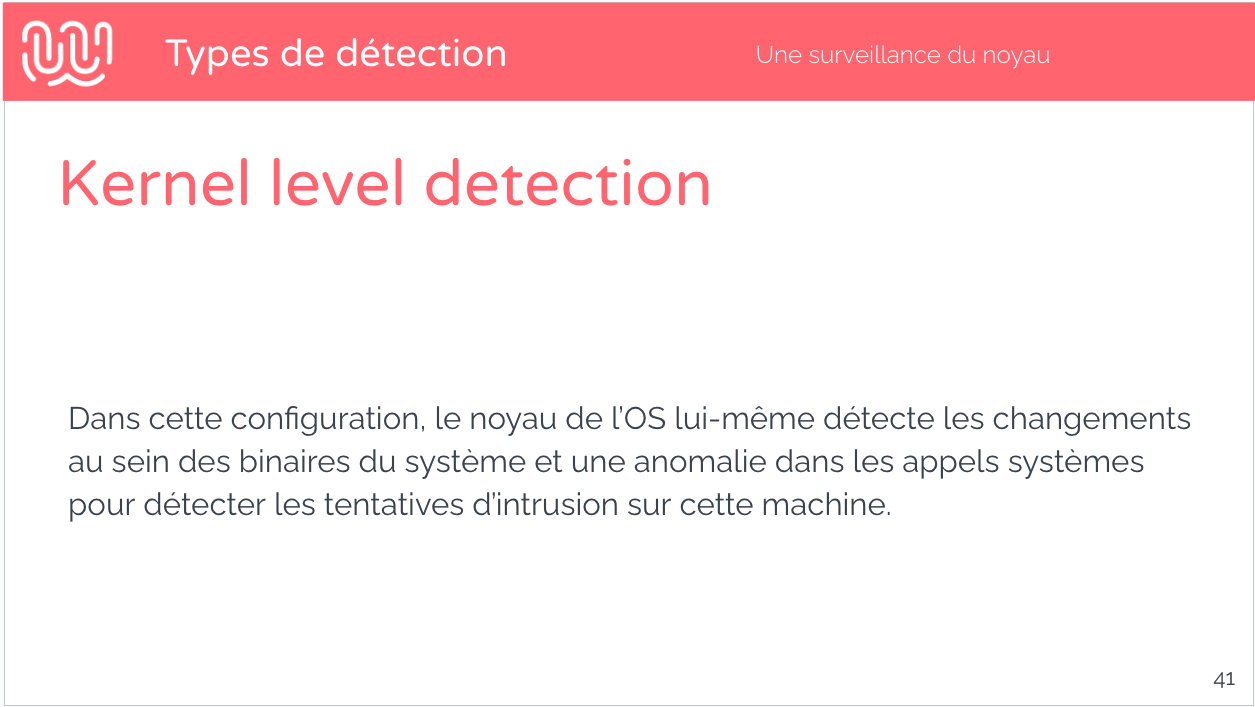 Types de détection
Une surveillance du noyau
Kernel level detection
Dans cette configuration, le noyau de l’OS lui-même détecte les changements
au sein des binaires du système et une anomalie dans les appels systèmes
pour détecter les tentatives d’intrusion sur cette machine.
41